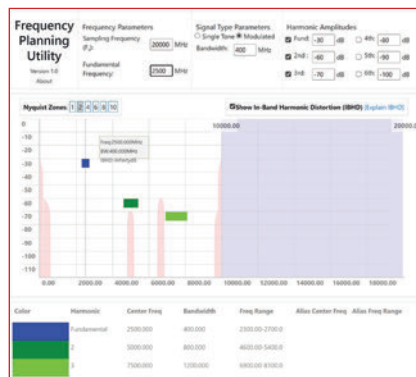 Frequency Planning Utility
Version 1.0
About
Frequency Parameters
Sampling Frequency (Fₛ): 20000 MHz
Fundamental Frequency: 2500 MHz
Signal Type Parameters
Single Tone Modulated
Bandwidth: 400 MHz
Harmonic Amplitudes
Fund: -30 dB 4th: -80 dB
2nd: -60 dB 5th: -90 dB
3rd: -70 dB 6th: -100 dB
Nyquist Zones: 1 2 4 6 8 10
Show In-Band Harmonic Distortion (IBHD) (Explain IBHD)
0 10000.00 20000.00
-10
-20
-30
-40
-50
-60
-70
-80
-90
-100
-110
Freq:2500.000MHz
BW:400.000MHz
0.00 2000.00 4000.00 6000.00 8000.00 10000.00 12000.00 14000.00 16000.00 18000.00
Color Harmonic Center Freq Bandwidth Freq Range Alias Center Freq Alias Freq Range
Fundamental 2500.000 400.000 2300.00-2700.0
2 5000.000 800.000 4600.00-5400.0
3 7500.000 1200.000 6900.00-8100.0